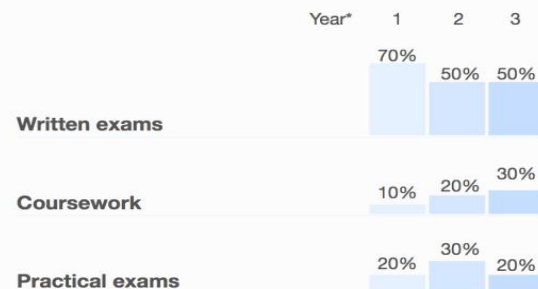 Year* 1 2 3
70% 50% 50%
Written exams
10% 20% 30%
Coursework
20% 30% 20%
Practical exams